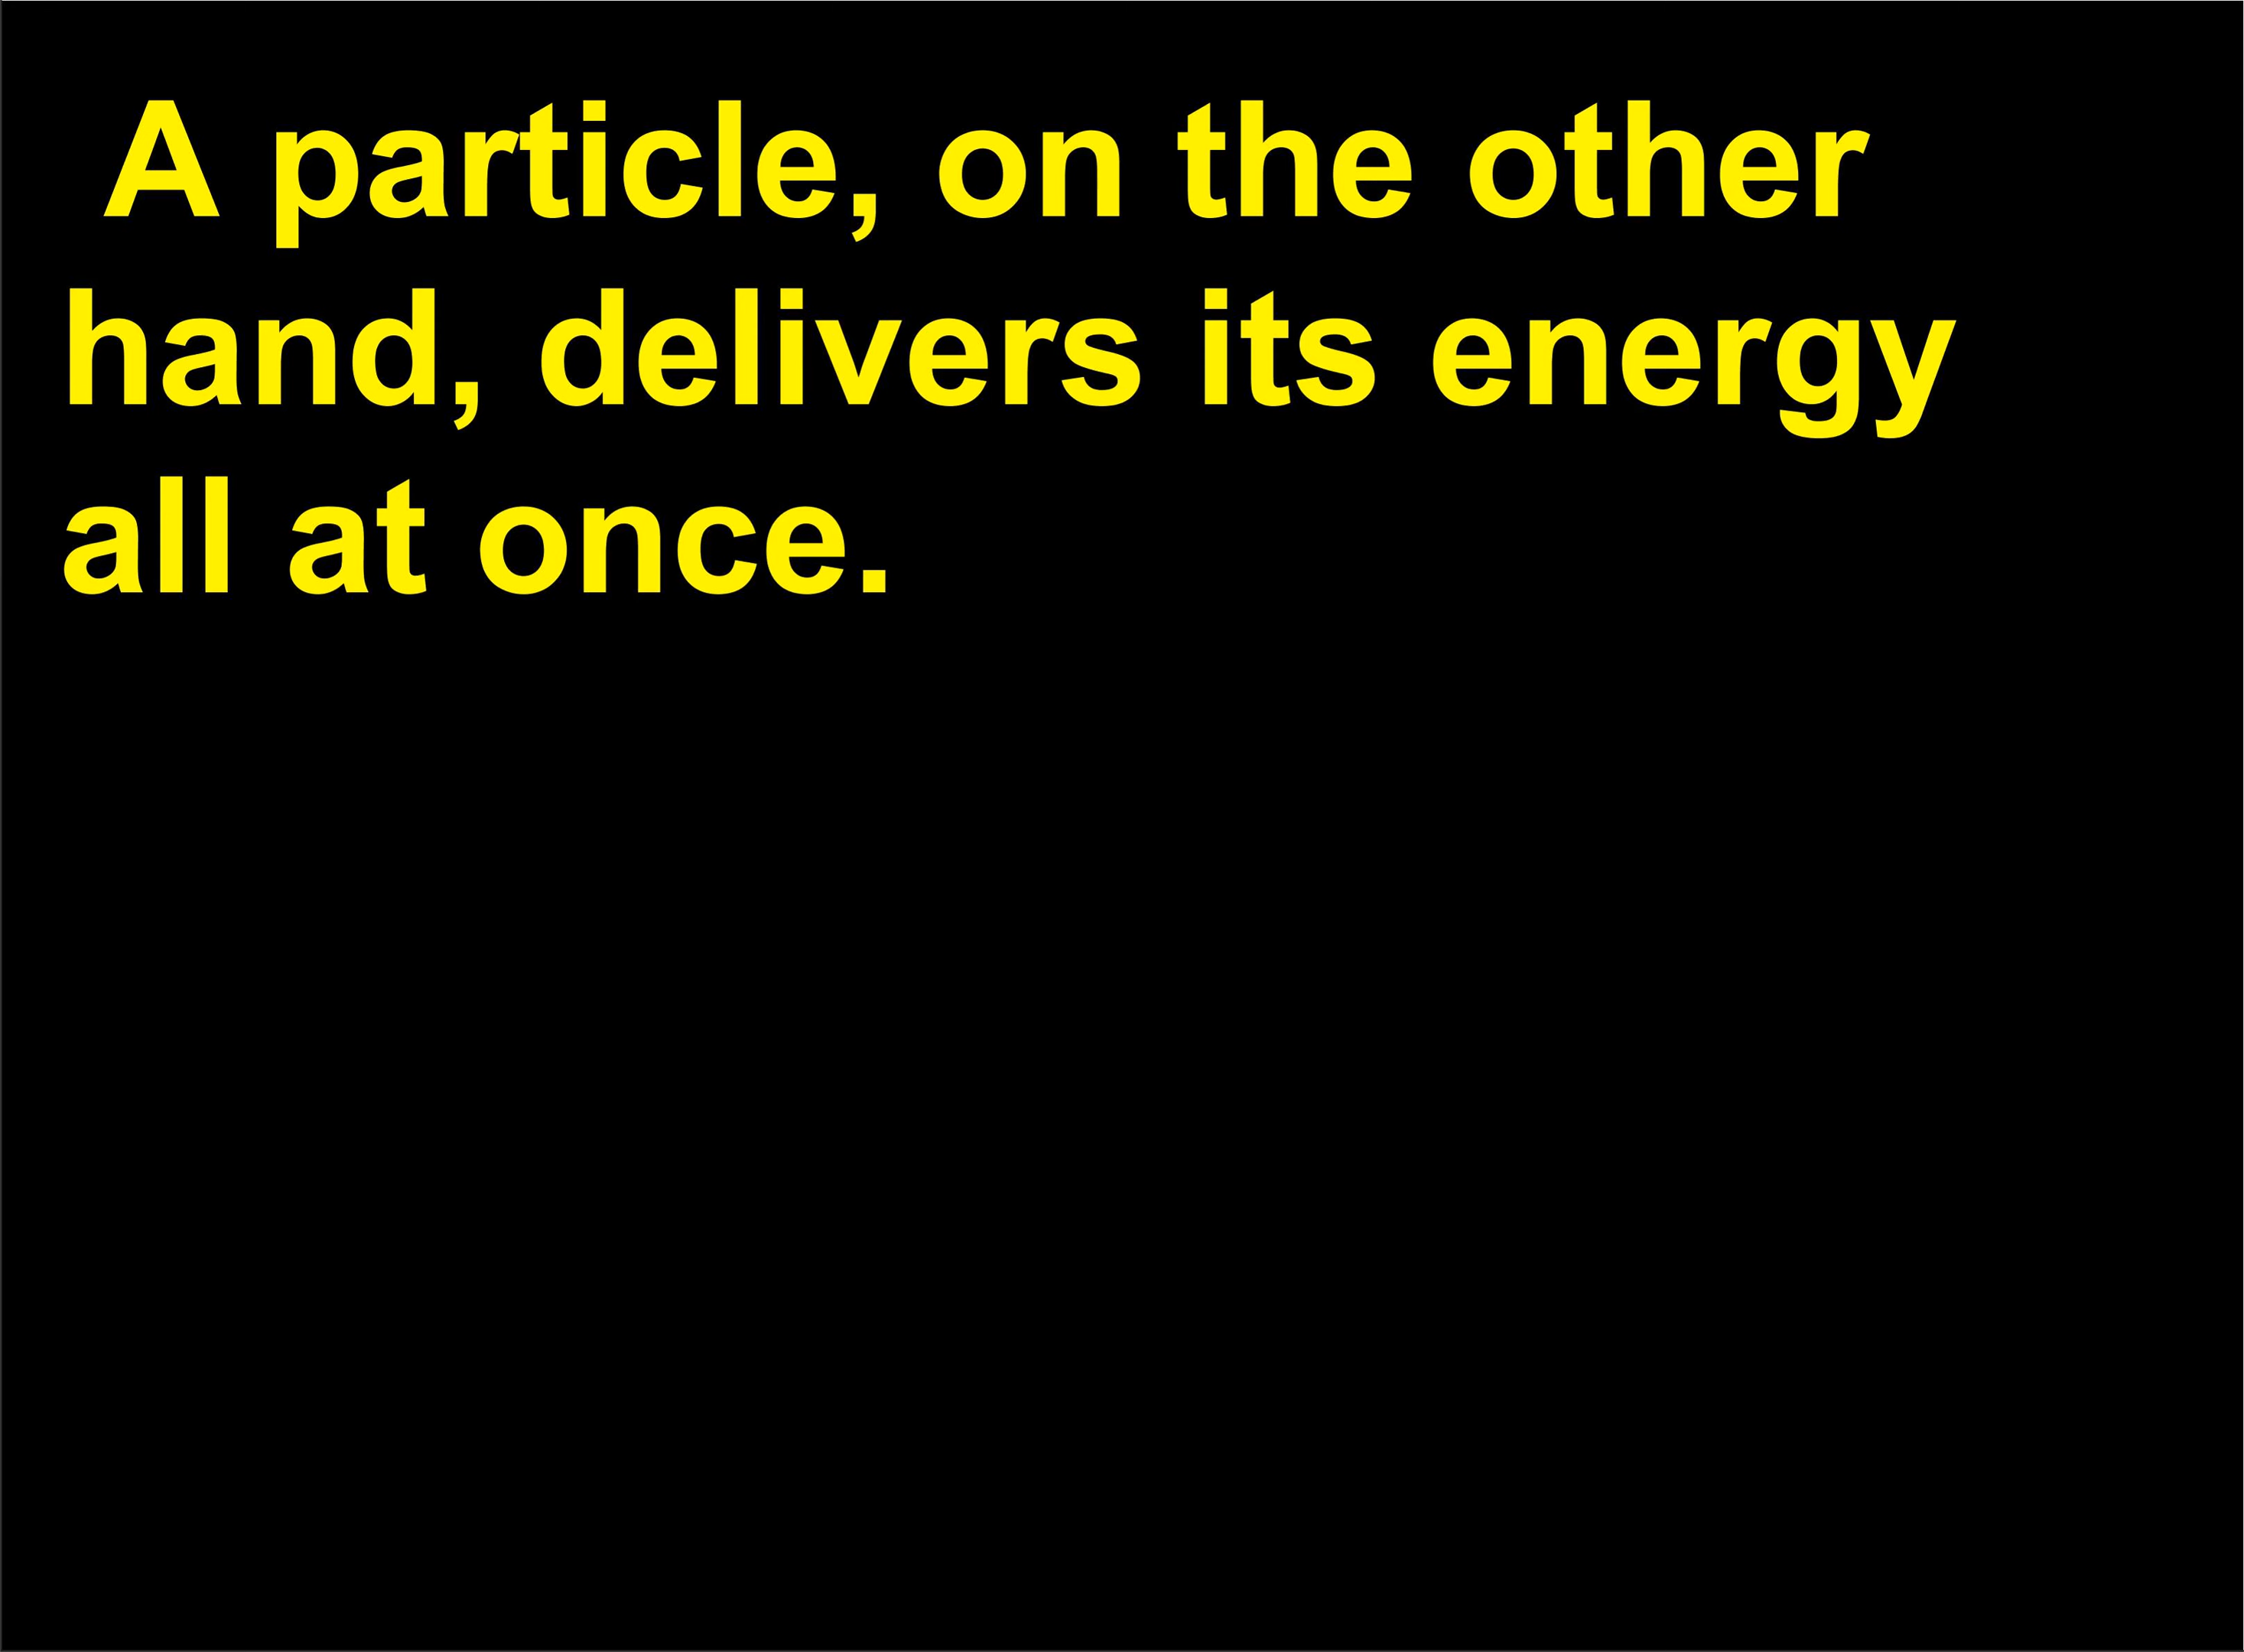 A particle, on the other
hand, delivers its energy
all at once.